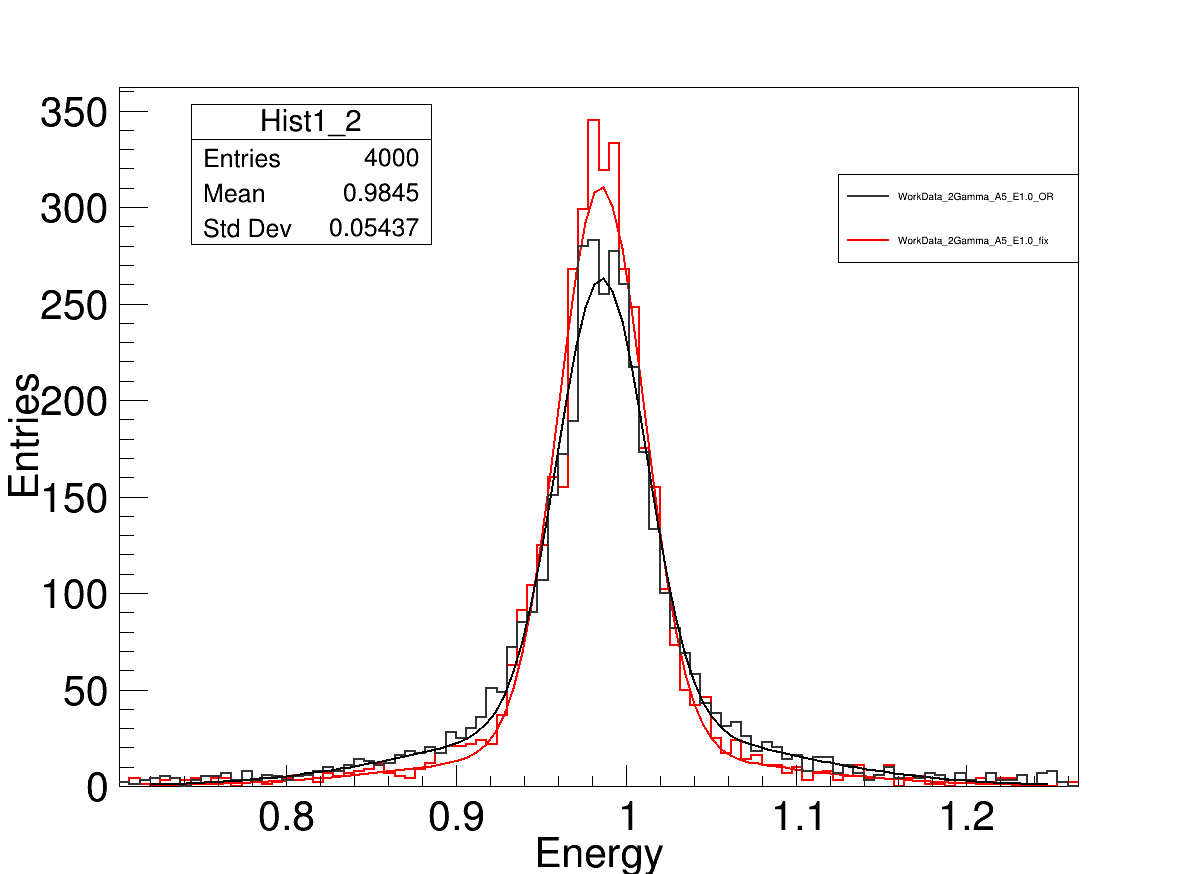 Hist1_2
Entries 4000
Mean 0.9845
Std Dev 0.05437
WorkData_2Gamma_A5_E1.0_OR
WorkData_2Gamma_A5_E1.0_fix
350
300
250
200
150
100
50
0
Entries
0.8 0.9 1 1.1 1.2
Energy